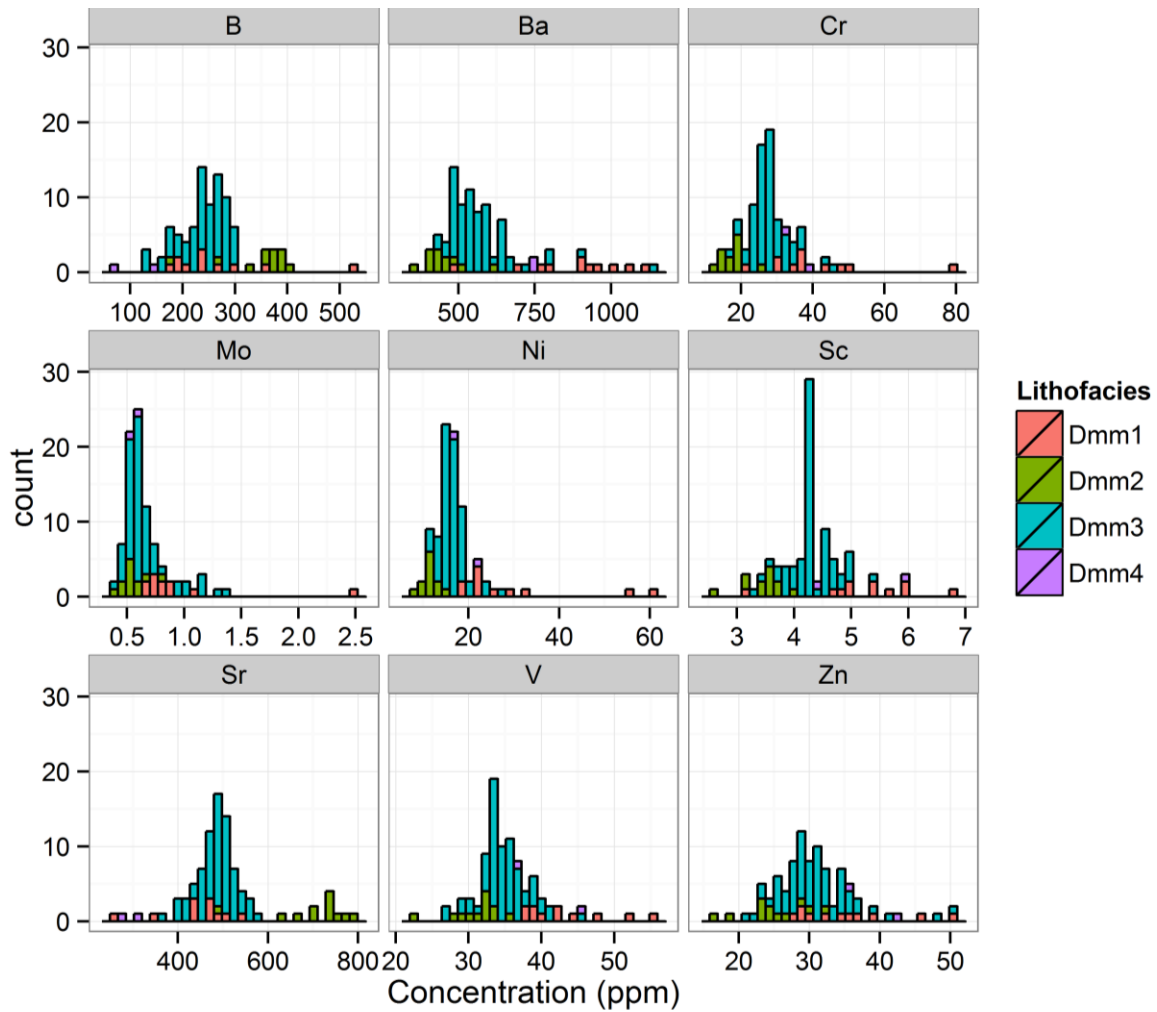 B Ba Cr
30
20
10
0
100 200 300 400 500 500 750 1000 20 40 60 80
Mo Ni Sc
30
20
10
0
0.5 1.0 1.5 2.0 2.5 20 40 60 3 4 5 6 7
Sr V Zn
30
20
10
0
400 600 800 20 30 40 50 20 30 40 50
Concentration (ppm)
count
Lithofacies
Dmm1
Dmm2
Dmm3
Dmm4